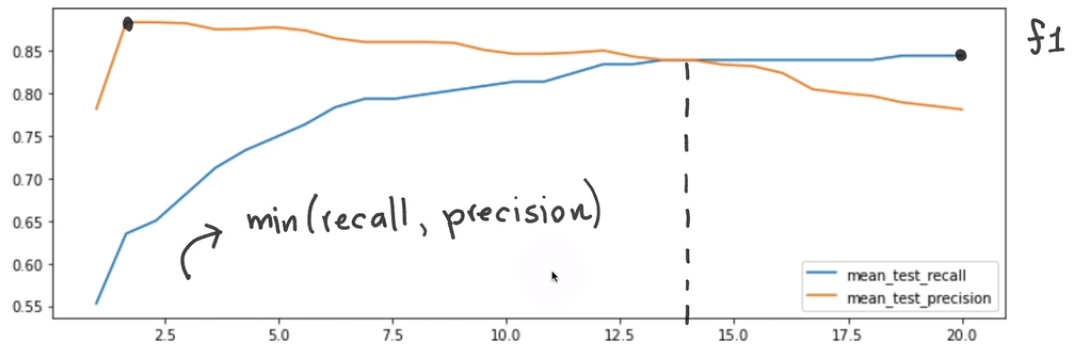 f1
0.85
0.80
0.75
0.70
0.65
0.60
0.55
min(recall, precision)
mean_test_recall
mean_test_precision
2.5 5.0 7.5 10.0 12.5 15.0 17.5 20.0